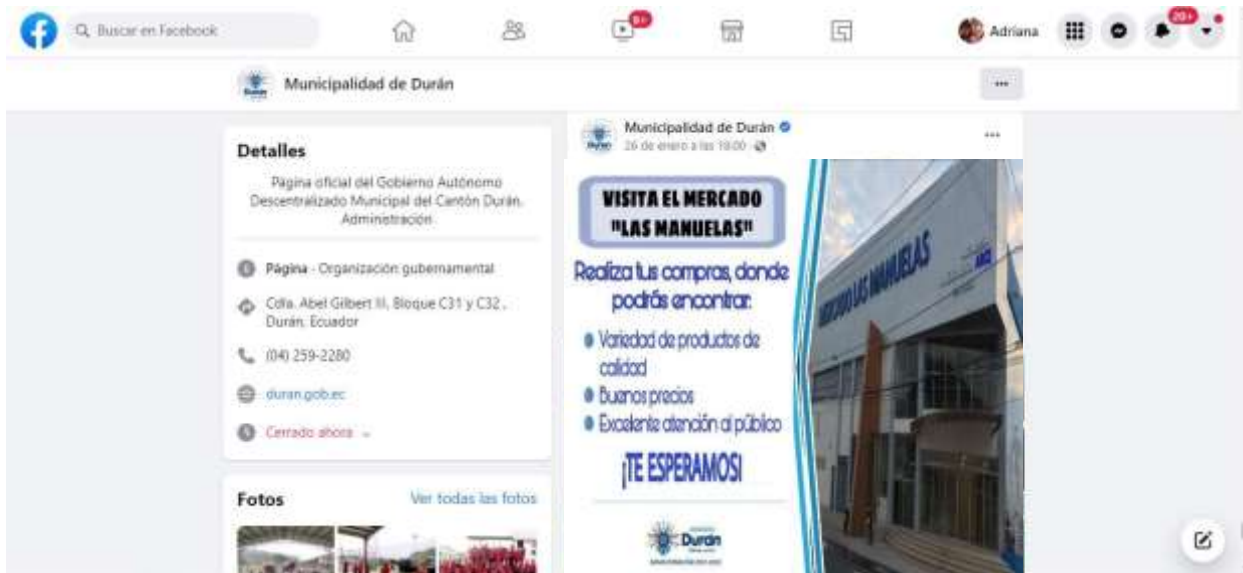 Buscar en Facebook
9+
Adriana
20+
Municipalidad de Durán
Detalles
Página oficial del Gobierno Autónomo
Descentralizado Municipal del Cantón Durán.
Administración
Página · Organización gubernamental
Cdla. Abel Gilbert III, Bloque C31 y C32 ,
Durán, Ecuador
(04) 259-2280
duran.gob.ec
Cerrado ahora
Fotos
Ver todas las fotos
Municipalidad de Durán
26 de enero a las 18:00
VISITA EL MERCADO
"LAS MANUELAS"
Realiza tus compras, donde
podrás encontrar:
Variedad de productos de
calidad
Buenos precios
Excelente atención al público
¡TE ESPERAMOS!
Durán
MERCADO LAS MANUELAS